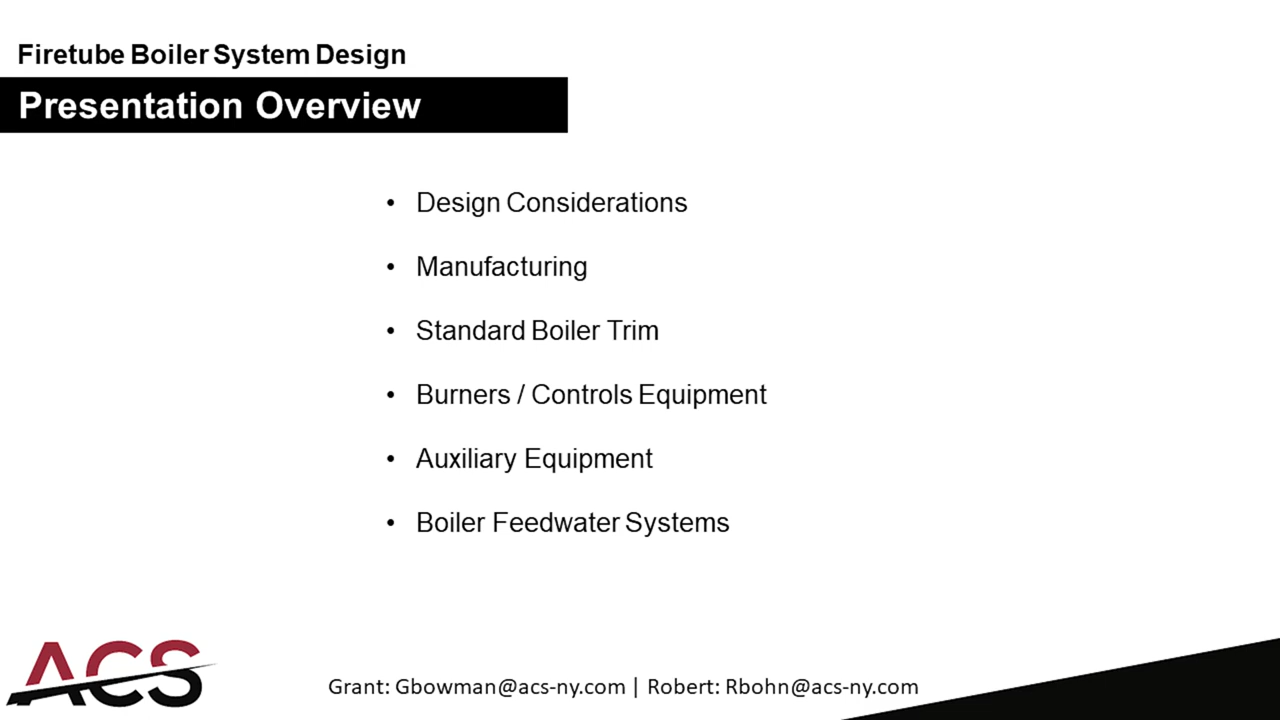 Firetube Boiler System Design
Presentation Overview
• Design Considerations
• Manufacturing
• Standard Boiler Trim
• Burners / Controls Equipment
• Auxiliary Equipment
• Boiler Feedwater Systems
ACS
Grant: Gbowman@acs-ny.com | Robert: Rbohn@acs-ny.com